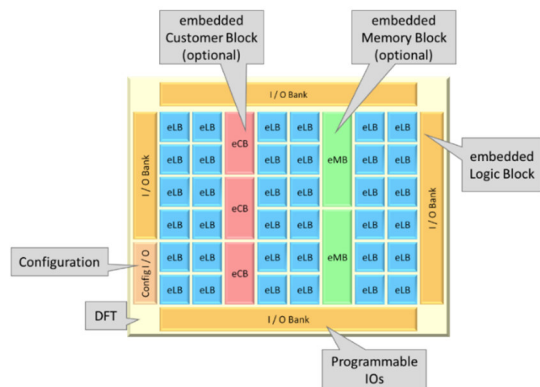 embedded
Customer Block
(optional)
embedded
Memory Block
(optional)
I / O Bank
eLB eLB eLB eLB eLB eLB
eCB
eMB
I / O Bank
eLB eLB eLB eLB eLB eLB
embedded
Logic Block
eLB eLB eLB eLB eLB eLB
eCB
I / O Bank
eLB eLB eLB eLB eLB eLB
Configuration
Config I / O
eLB eLB eLB eLB eLB eLB
eCB
eMB
eLB eLB eLB eLB eLB eLB
DFT
I / O Bank
Programmable
IOs